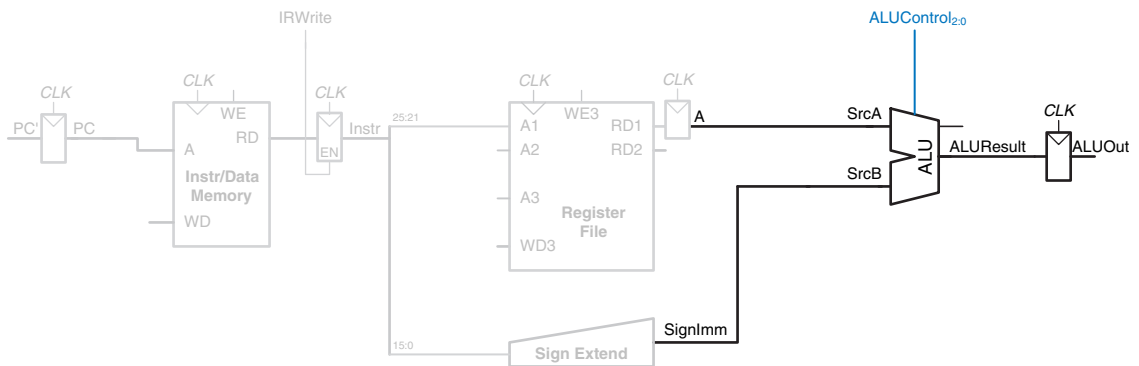 IRWrite
ALUControl2:0
CLK
CLK
CLK
CLK
CLK
CLK
PC'
PC
WE
RD
A
Instr/Data
Memory
WD
EN
Instr
25:21
A1
A2
A3
WD3
WE3
RD1
RD2
Register
File
A
SrcA
SrcB
ALU
ALUResult
ALUOut
SignImm
15:0
Sign Extend